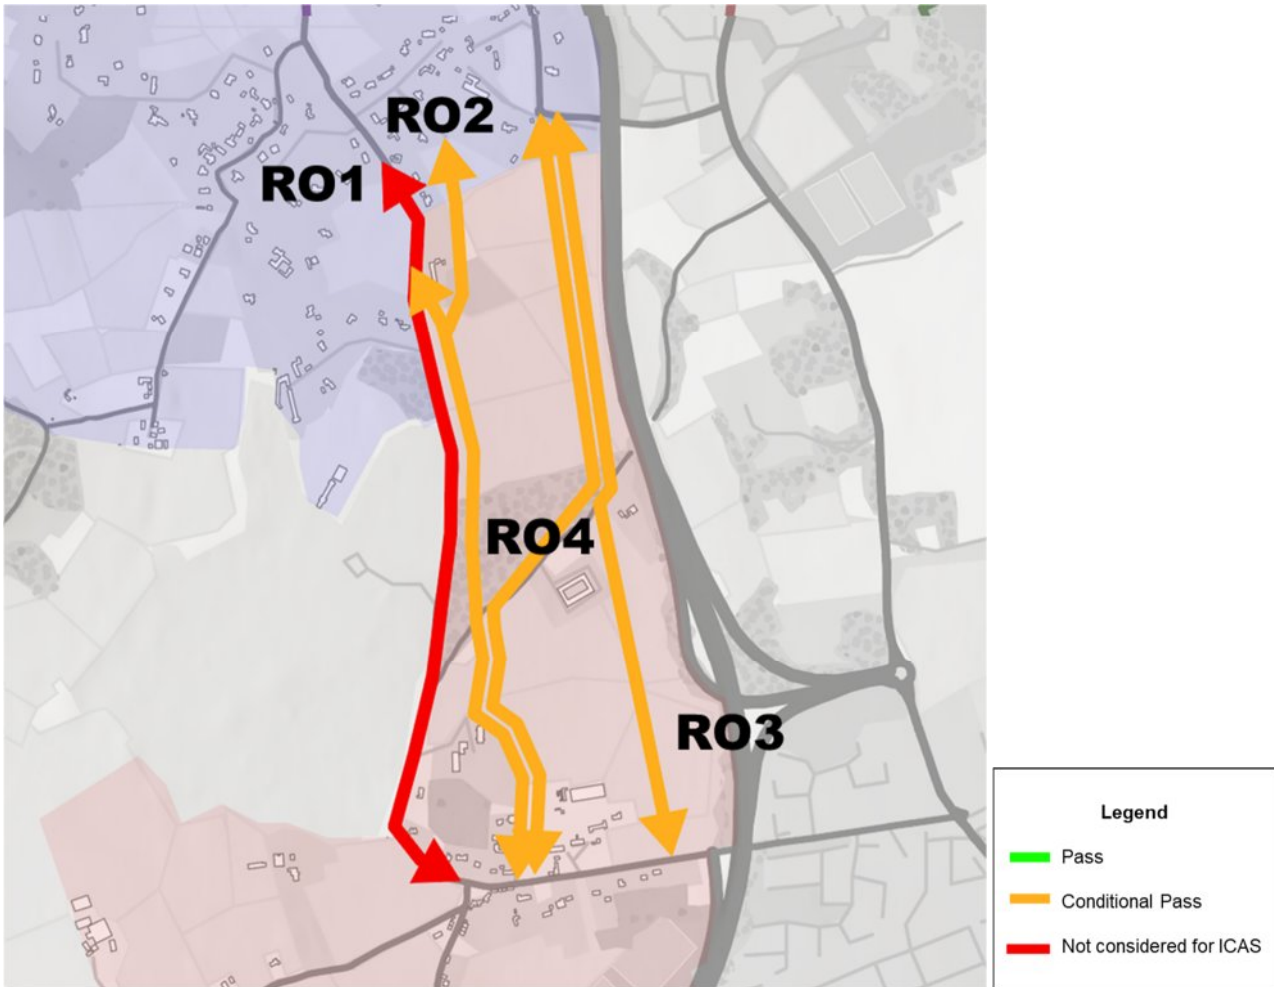 RO2
RO1
RO4
RO3
Legend
Pass
Conditional Pass
Not considered for ICAS